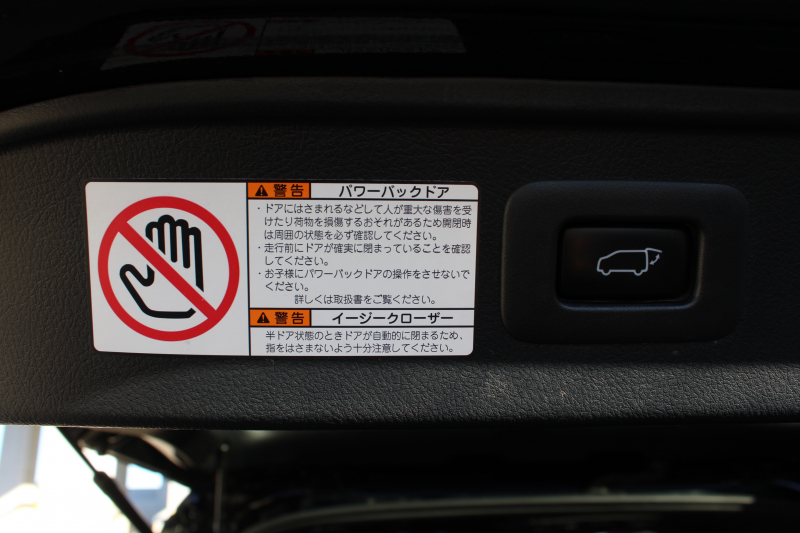 警告 パワーバックドア
・ドアにはさまれるなどして人が重大な傷害を受
けたり荷物を損傷するおそれがあるため開閉時
は周囲の状態を必ず確認してください。
・走行前にドアが確実に閉まっていることを確認
してください。
・お子様にパワーバックドアの操作をさせないで
ください。
詳しくは取扱書をご覧ください。
警告 イージークローザー
半ドア状態のときドアが自動的に閉まるため、
指をはさまないよう十分注意してください。